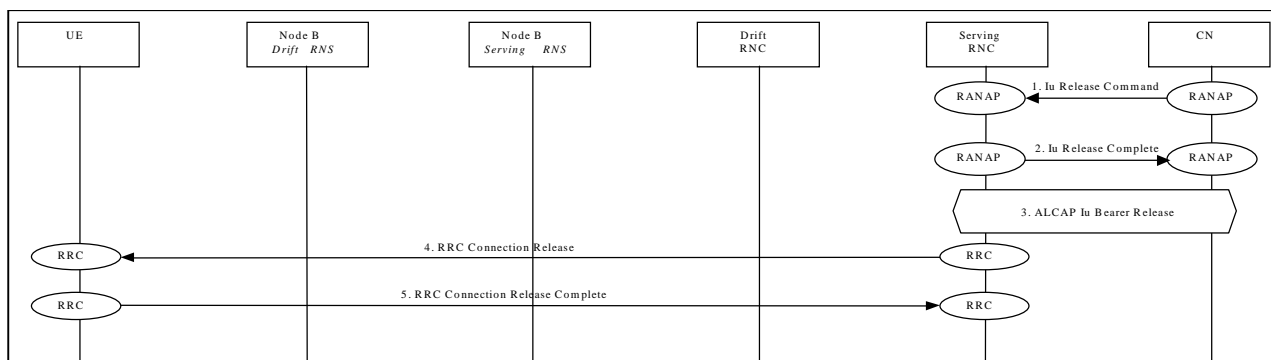 UE
Node B
Drift RNS
Node B
Serving RNS
Drift
RNC
Serving
RNC
CN
1. Iu Release Command
RANAP
RANAP
2. Iu Release Complete
RANAP
RANAP
3. ALCAP Iu Bearer Release
4. RRC Connection Release
RRC
RRC
5. RRC Connection Release Complete
RRC
RRC